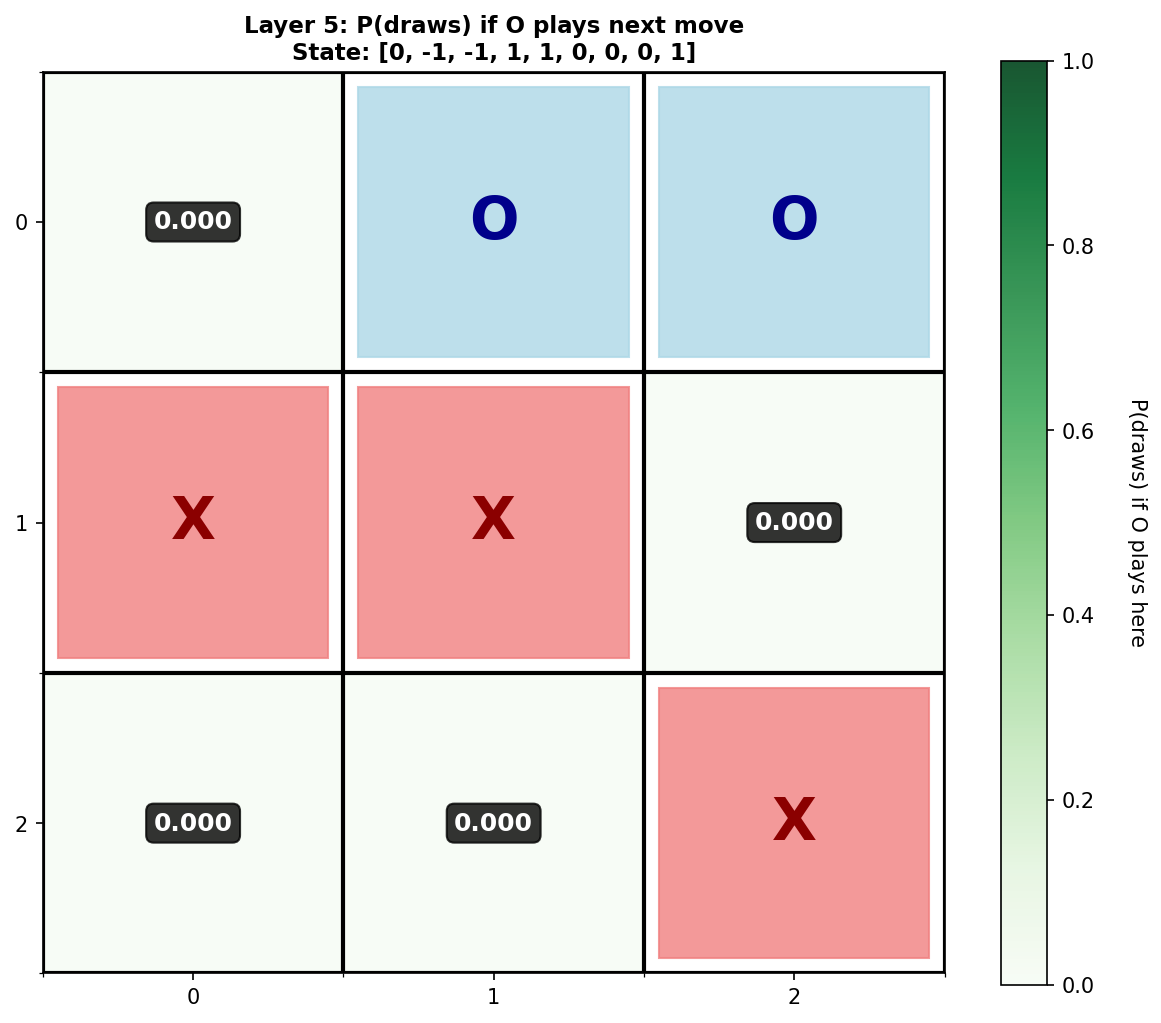 Layer 5: P(draws) if O plays next move
State: [0, -1, -1, 1, 1, 0, 0, 0, 1]
0
0.000
O
O
1
X
X
0.000
2
0.000
0.000
X
0
1
2
1.0
0.8
0.6
0.4
0.2
0.0
P(draws) if O plays here